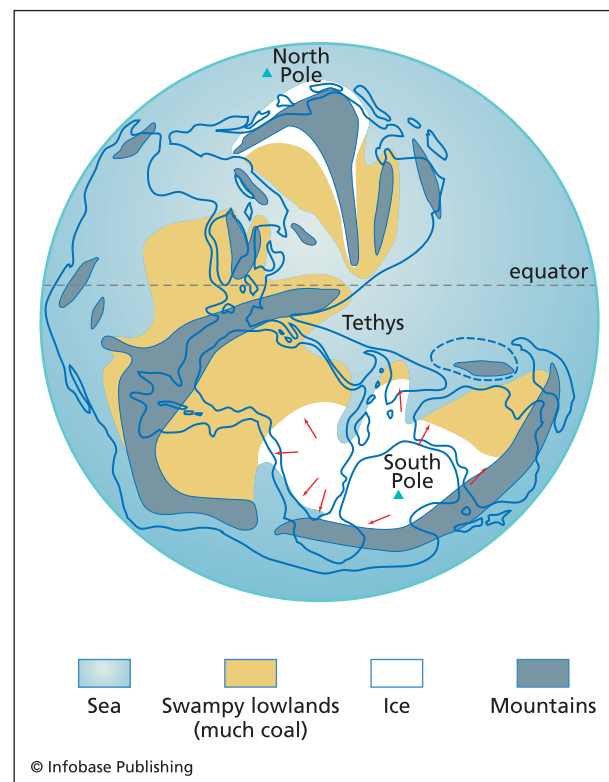 North
Pole
equator
Tethys
South
Pole
Sea
Swampy lowlands
(much coal)
Ice
Mountains
© Infobase Publishing